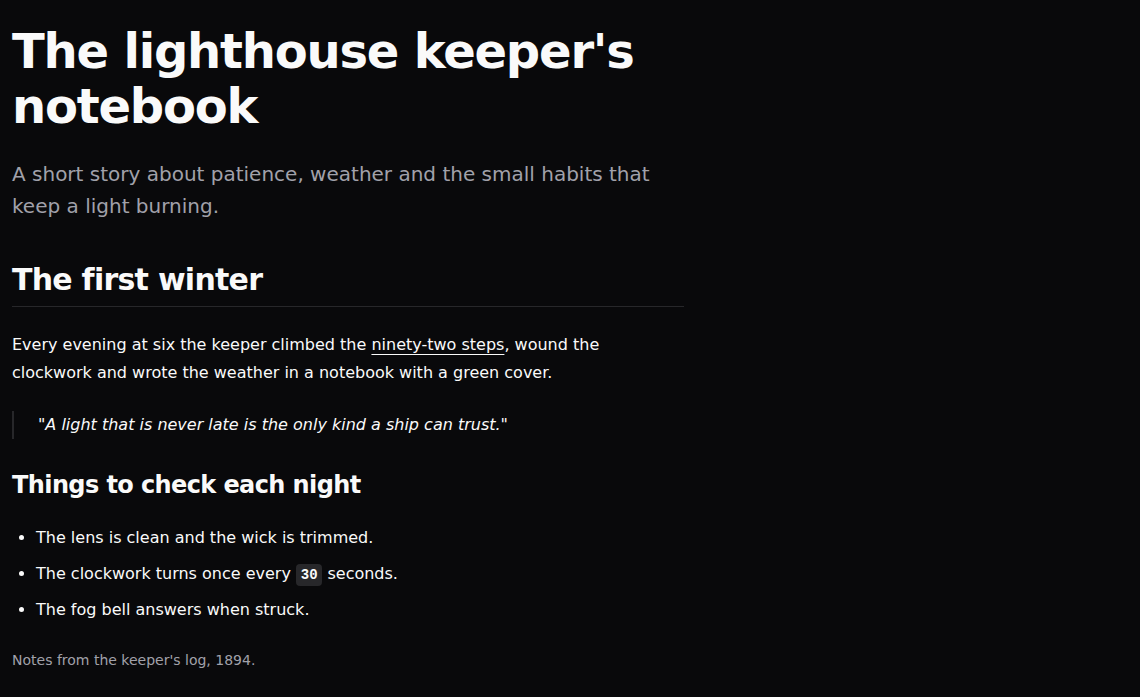 The lighthouse keeper's
notebook
A short story about patience, weather and the small habits that
keep a light burning.
The first winter
Every evening at six the keeper climbed the ninety-two steps, wound the
clockwork and wrote the weather in a notebook with a green cover.
"A light that is never late is the only kind a ship can trust."
Things to check each night
• The lens is clean and the wick is trimmed.
• The clockwork turns once every 30 seconds.
• The fog bell answers when struck.
Notes from the keeper's log, 1894.